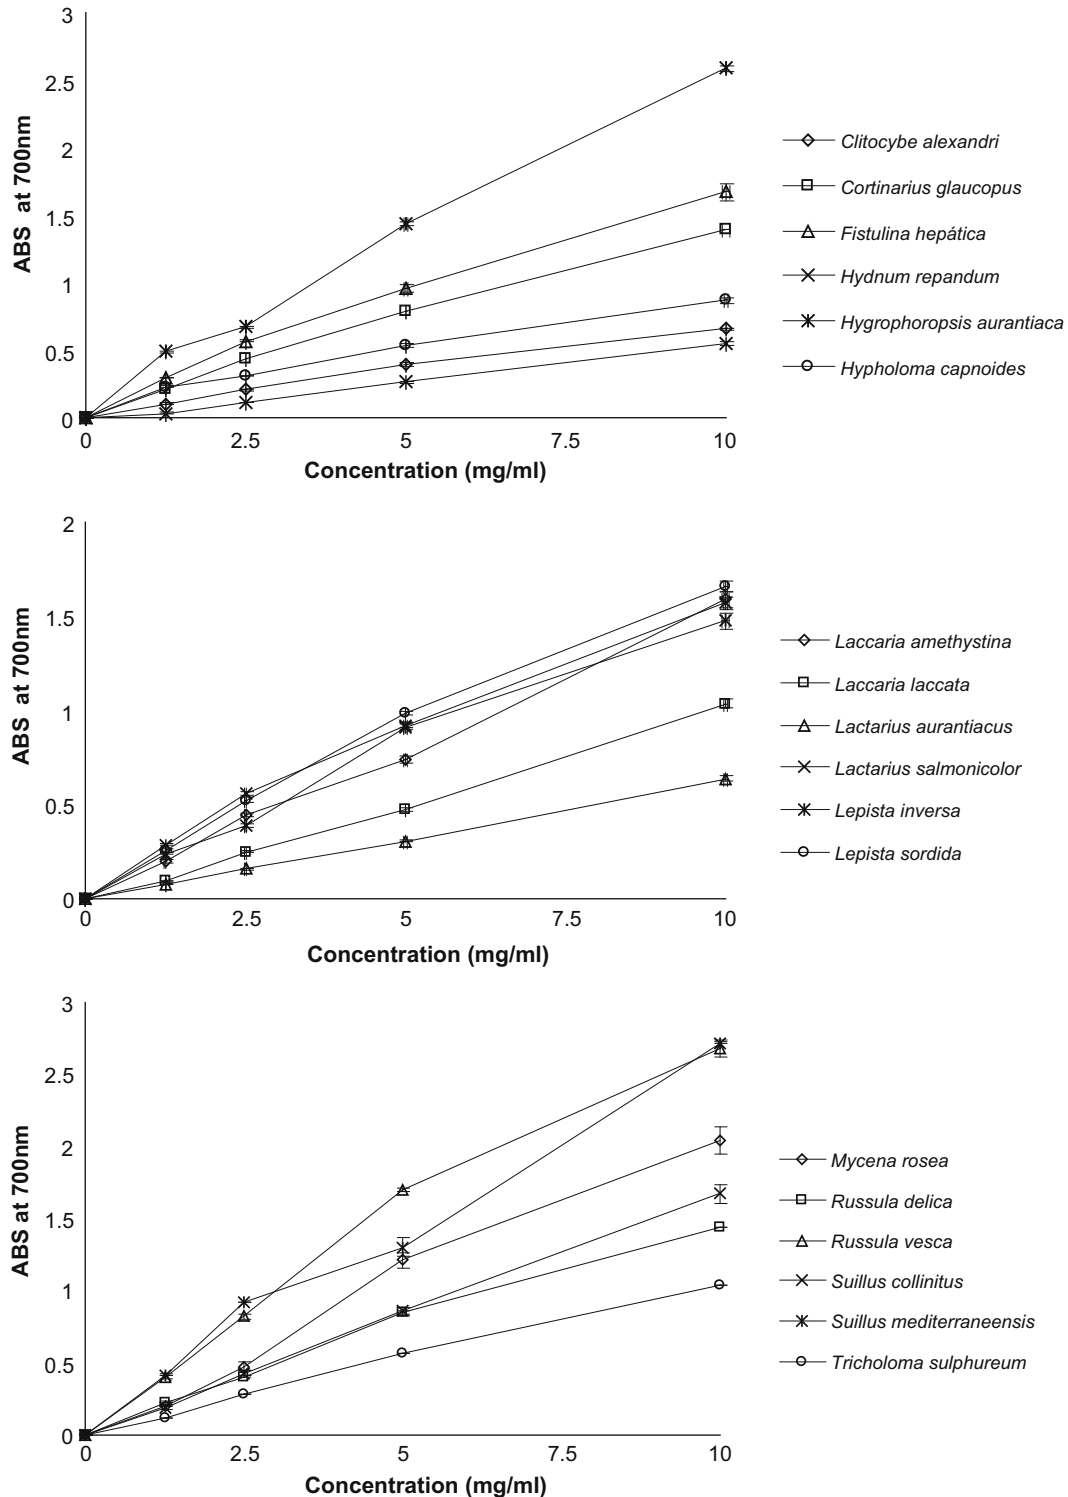 3
2.5
2
1.5
1
0.5
0
ABS at 700nm
0 2.5 5 7.5 10
Concentration (mg/ml)
Clitocybe alexandri
Cortinarius glaucopus
Fistulina hepática
Hydnum repandum
Hygrophoropsis aurantiaca
Hypholoma capnoides
2
1.5
1
0.5
0
ABS at 700nm
0 2.5 5 7.5 10
Concentration (mg/ml)
Laccaria amethystina
Laccaria laccata
Lactarius aurantiacus
Lactarius salmonicolor
Lepista inversa
Lepista sordida
3
2.5
2
1.5
1
0.5
0
ABS at 700nm
0 2.5 5 7.5 10
Concentration (mg/ml)
Mycena rosea
Russula delica
Russula vesca
Suillus collinitus
Suillus mediterraneensis
Tricholoma sulphureum